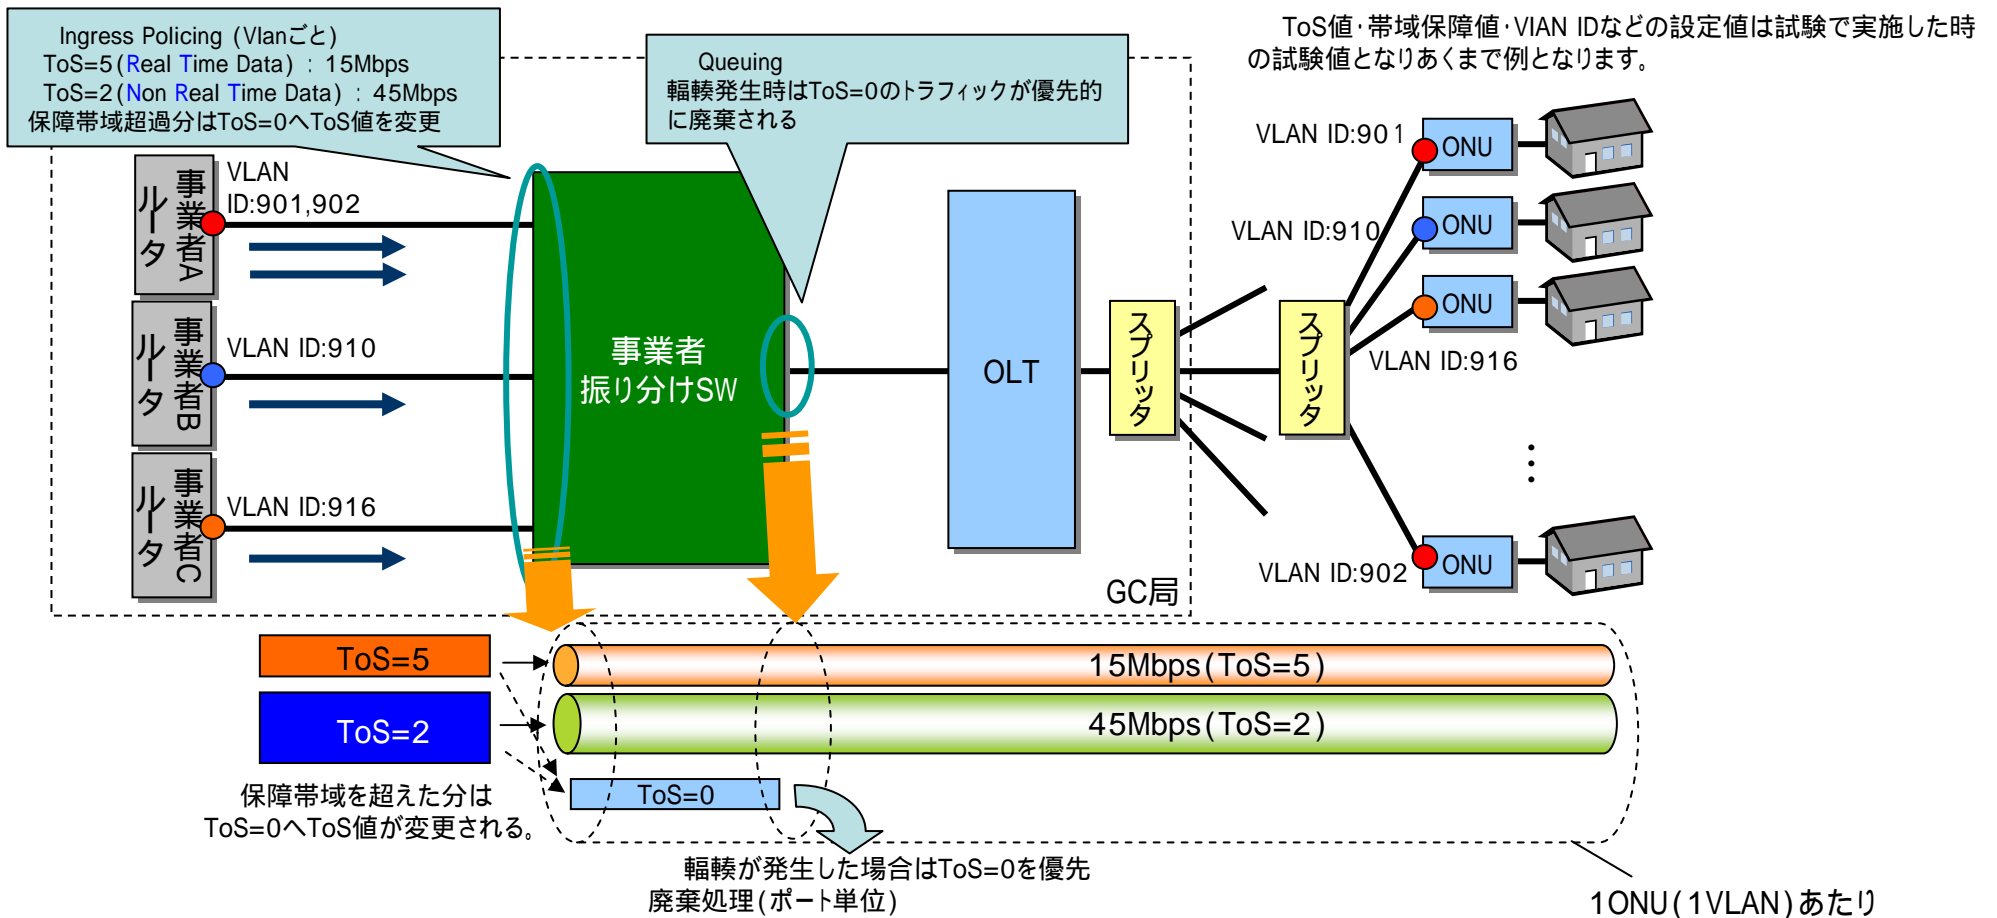 Ingress Policing (Vlanごと)
ToS=5(Real Time Data) : 15Mbps
ToS=2(Non Real Time Data) : 45Mbps
保障帯域超過分はToS=0へToS値を変更
Queuing
輻輳発生時はToS=0のトラフィックが優先的
に廃棄される
ToS値・帯域保障値・VlAN IDなどの設定値は試験で実施した時
の試験値となりあくまで例となります。
事業者A
ルータ
VLAN
ID:901,902
事業者B
ルータ
VLAN ID:910
事業者C
ルータ
VLAN ID:916
事業者
振り分けSW
OLT
スプリッタ
スプリッタ
VLAN ID:901
ONU
VLAN ID:910
ONU
ONU
VLAN ID:916
⋮
VLAN ID:902
ONU
GC局
ToS=5
15Mbps(ToS=5)
ToS=2
45Mbps(ToS=2)
ToS=0
保障帯域を超えた分は
ToS=0へToS値が変更される。
輻輳が発生した場合はToS=0を優先
廃棄処理(ポート単位)
1ONU(1VLAN)あたり